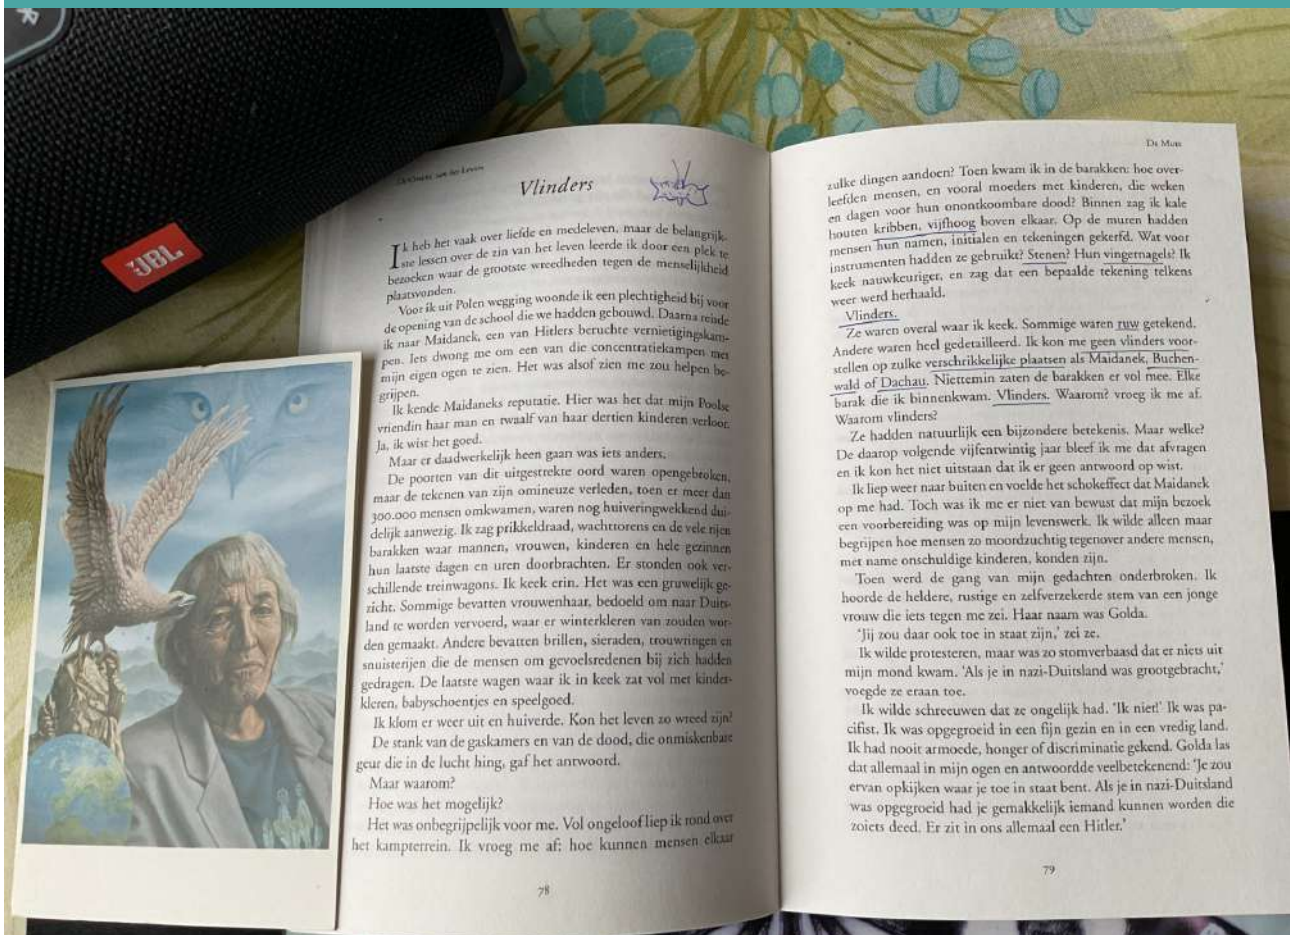 JBL
De Cirkel van het Leven
Vlinders
Ik heb het vaak over liefde en medeleven, maar de belangrijk-
ste lessen over de zin van het leven leerde ik door een plek te
bezoeken waar de grootste wreedheden tegen de menselijkheid
plaatsvonden.
Voor ik uit Polen wegging woonde ik een plechtigheid bij voor
de opening van de school die we hadden gebouwd. Daarna reisde
ik naar Maidanek, een van Hitlers beruchte vernietigingskam-
pen. Iets dwong me om een van die concentratiekampen met
mijn eigen ogen te zien. Het was alsof zien me zou helpen be-
grijpen.
Ik kende Maidaneks reputatie. Hier was het dat mijn Poolse
vriendin haar man en twaalf van haar dertien kinderen verloor.
Ja, ik wist het goed.
Maar er daadwerkelijk heen gaan was iets anders.
De poorten van dit uitgestrekte oord waren opengebroken,
maar de tekenen van zijn omineuze verleden, toen er meer dan
300.000 mensen omkwamen, waren nog huiveringwekkend dui-
delijk aanwezig. Ik zag prikkeldraad, wachttorens en de vele rijen
barakken waar mannen, vrouwen, kinderen en hele gezinnen
hun laatste dagen en uren doorbrachten. Er stonden ook ver-
schillende treinwagons. Ik keek erin. Het was een gruwelijk ge-
zicht. Sommige bevatten vrouwenhaar, bedoeld om naar Duits-
land te worden vervoerd, waar er winterkleren van zouden wor-
den gemaakt. Andere bevatten brillen, sieraden, trouwringen en
snuisterijen die de mensen om gevoelsredenen bij zich hadden
gedragen. De laatste wagen waar ik in keek zat vol met kinder-
kleren, babyschoentjes en speelgoed.
Ik klom er weer uit en huiverde. Kon het leven zo wreed zijn?
De stank van de gaskamers en van de dood, die onmiskenbare
geur die in de lucht hing, gaf het antwoord.
Maar waarom?
Hoe was het mogelijk?
Het was onbegrijpelijk voor me. Vol ongeloof liep ik rond over
het kampterrein. Ik vroeg me af: hoe kunnen mensen elkaar
78
De Muis
zulke dingen aandoen? Toen kwam ik in de barakken: hoe over-
leefden mensen, en vooral moeders met kinderen, die weken
en dagen voor hun onontkoombare dood? Binnen zag ik kale
houten kribben, vijfhoog boven elkaar. Op de muren hadden
mensen hun namen, initialen en tekeningen gekerfd. Wat voor
instrumenten hadden ze gebruikt? Stenen? Hun vingernagels? Ik
keek nauwkeuriger, en zag dat een bepaalde tekening telkens
weer werd herhaald.
Vlinders.
Ze waren overal waar ik keek. Sommige waren ruw getekend.
Andere waren heel gedetailleerd. Ik kon me geen vlinders voor-
stellen op zulke verschrikkelijke plaatsen als Maidanek, Buchen-
wald of Dachau. Niettemin zaten de barakken er vol mee. Elke
barak die ik binnenkwam. Vlinders. Waarom? vroeg ik me af.
Waarom vlinders?
Ze hadden natuurlijk een bijzondere betekenis. Maar welke?
De daarop volgende vijfentwintig jaar bleef ik me dat afvragen
en ik kon het niet uitstaan dat ik er geen antwoord op wist.
Ik liep weer naar buiten en voelde het schokeffect dat Maidanek
op me had. Toch was ik me er niet van bewust dat mijn bezoek
een voorbereiding was op mijn levenswerk. Ik wilde alleen maar
begrijpen hoe mensen zo moordzuchtig tegenover andere mensen,
met name onschuldige kinderen, konden zijn.
Toen werd de gang van mijn gedachten onderbroken. Ik
hoorde de heldere, rustige en zelfverzekerde stem van een jonge
vrouw die iets tegen me zei. Haar naam was Golda.
'Jij zou daar ook toe in staat zijn,' zei ze.
Ik wilde protesteren, maar was zo stomverbaasd dat er niets uit
mijn mond kwam. 'Als je in nazi-Duitsland was grootgebracht,'
voegde ze eraan toe.
Ik wilde schreeuwen dat ze ongelijk had. 'Ik niet!' Ik was pa-
cifist. Ik was opgegroeid in een fijn gezin en in een vredig land.
Ik had nooit armoede, honger of discriminatie gekend. Golda las
dat allemaal in mijn ogen en antwoordde veelbetekenend: 'Je zou
ervan opkijken waar je toe in staat bent. Als je in nazi-Duitsland
was opgegroeid had je gemakkelijk iemand kunnen worden die
zoiets deed. Er zit in ons allemaal een Hitler.'
79